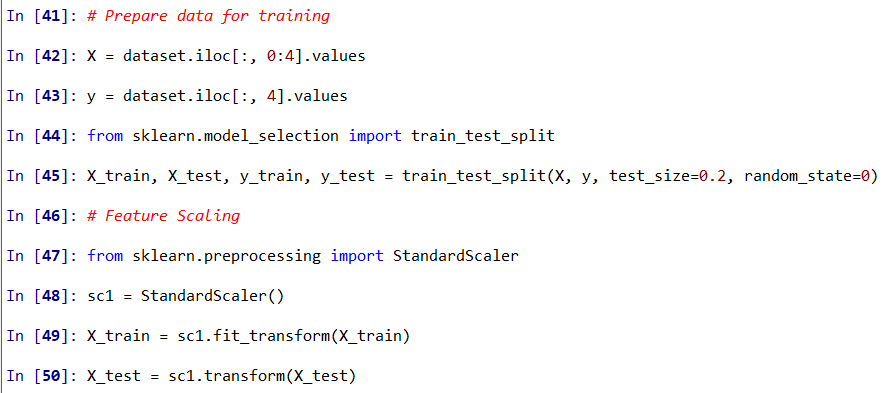 In [41]: # Prepare data for training
In [42]: X = dataset.iloc[:, 0:4].values
In [43]: y = dataset.iloc[:, 4].values
In [44]: from sklearn.model_selection import train_test_split
In [45]: X_train, X_test, y_train, y_test = train_test_split(X, y, test_size=0.2, random_state=0)
In [46]: # Feature Scaling
In [47]: from sklearn.preprocessing import StandardScaler
In [48]: sc1 = StandardScaler()
In [49]: X_train = sc1.fit_transform(X_train)
In [50]: X_test = sc1.transform(X_test)